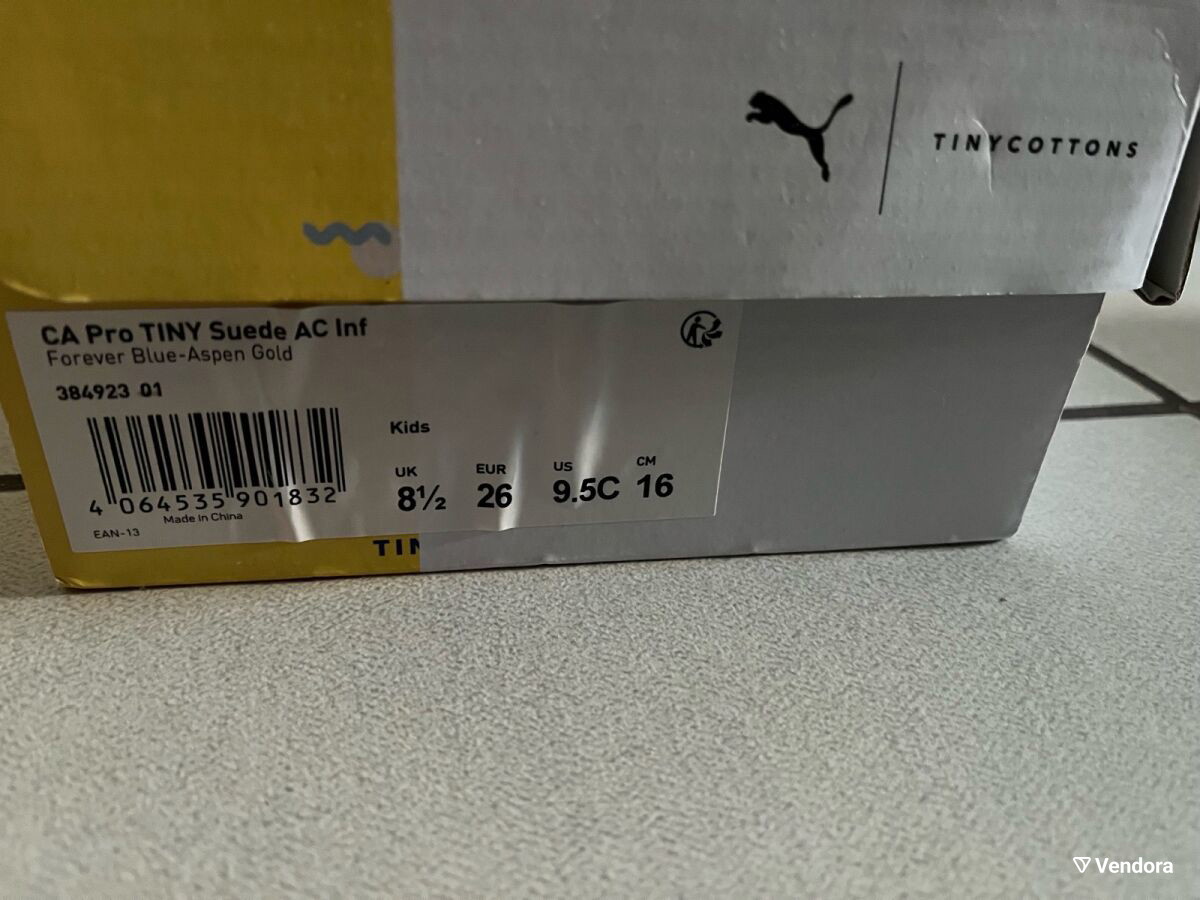 TINYCOTTONS
CA Pro TINY Suede AC Inf
Forever Blue-Aspen Gold
384923 01
Kids
UK EUR US CM
8½ 26 9.5C 16
4 064535 901832
Made in China
EAN-13
TIN
Vendora